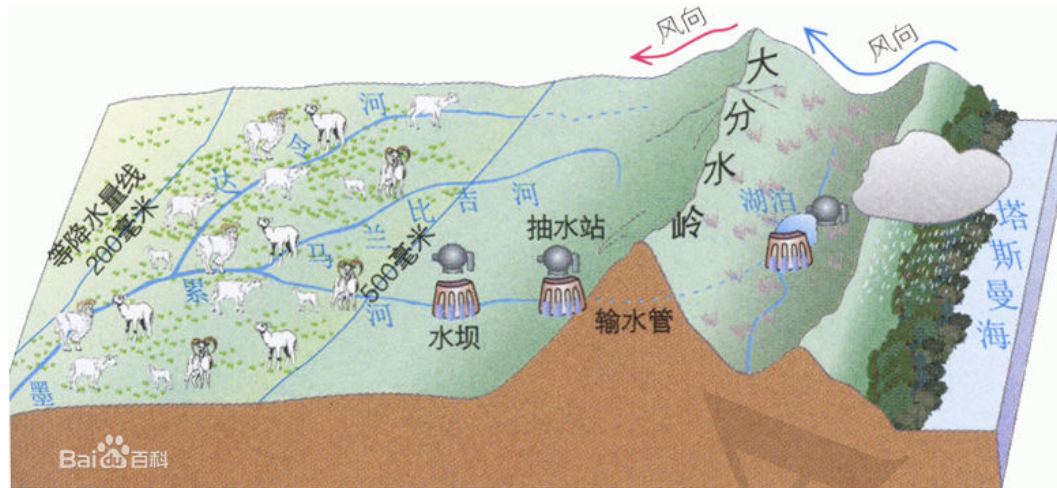 风向
风向
大分水岭
达令河
等降水量线
200毫米
马兰比吉河
500毫米
墨累河
抽水站
水坝
输水管
湖泊
塔斯曼海
Baidu百科